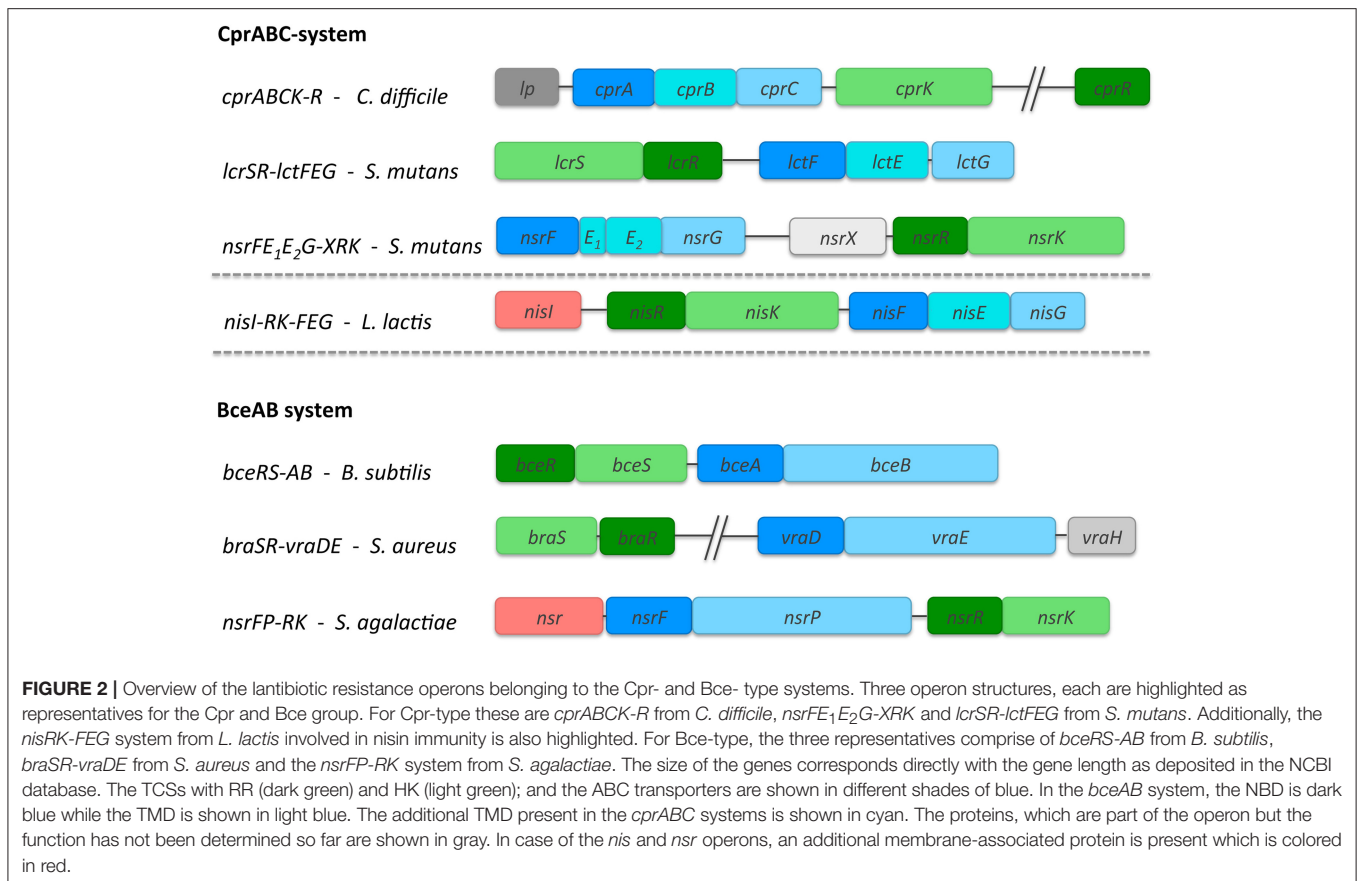 CprABC-system
cprABCK-R - C. difficile
lp cprA cprB cprC cprK cprR
lcrSR-lctFEG - S. mutans
lcrS lcrR lctF lctE lctG
nsrFE1E2G-XRK - S. mutans
nsrF E1 E2 nsrG nsrX nsrR nsrK
nisI-RK-FEG - L. lactis
nisI nisR nisK nisF nisE nisG
BceAB system
bceRS-AB - B. subtilis
bceR bceS bceA bceB
braSR-vraDE - S. aureus
braS braR vraD vraE vraH
nsrFP-RK - S. agalactiae
nsr nsrF nsrP nsrR nsrK
FIGURE 2 | Overview of the lantibiotic resistance operons belonging to the Cpr- and Bce- type systems. Three operon structures, each are highlighted as
representatives for the Cpr and Bce group. For Cpr-type these are cprABCK-R from C. difficile, nsrFE1E2G-XRK and lcrSR-lctFEG from S. mutans. Additionally, the
nisRK-FEG system from L. lactis involved in nisin immunity is also highlighted. For Bce-type, the three representatives comprise of bceRS-AB from B. subtilis,
braSR-vraDE from S. aureus and the nsrFP-RK system from S. agalactiae. The size of the genes corresponds directly with the gene length as deposited in the NCBI
database. The TCSs with RR (dark green) and HK (light green); and the ABC transporters are shown in different shades of blue. In the bceAB system, the NBD is dark
blue while the TMD is shown in light blue. The additional TMD present in the cprABC systems is shown in cyan. The proteins, which are part of the operon but the
function has not been determined so far are shown in gray. In case of the nis and nsr operons, an additional membrane-associated protein is present which is colored
in red.